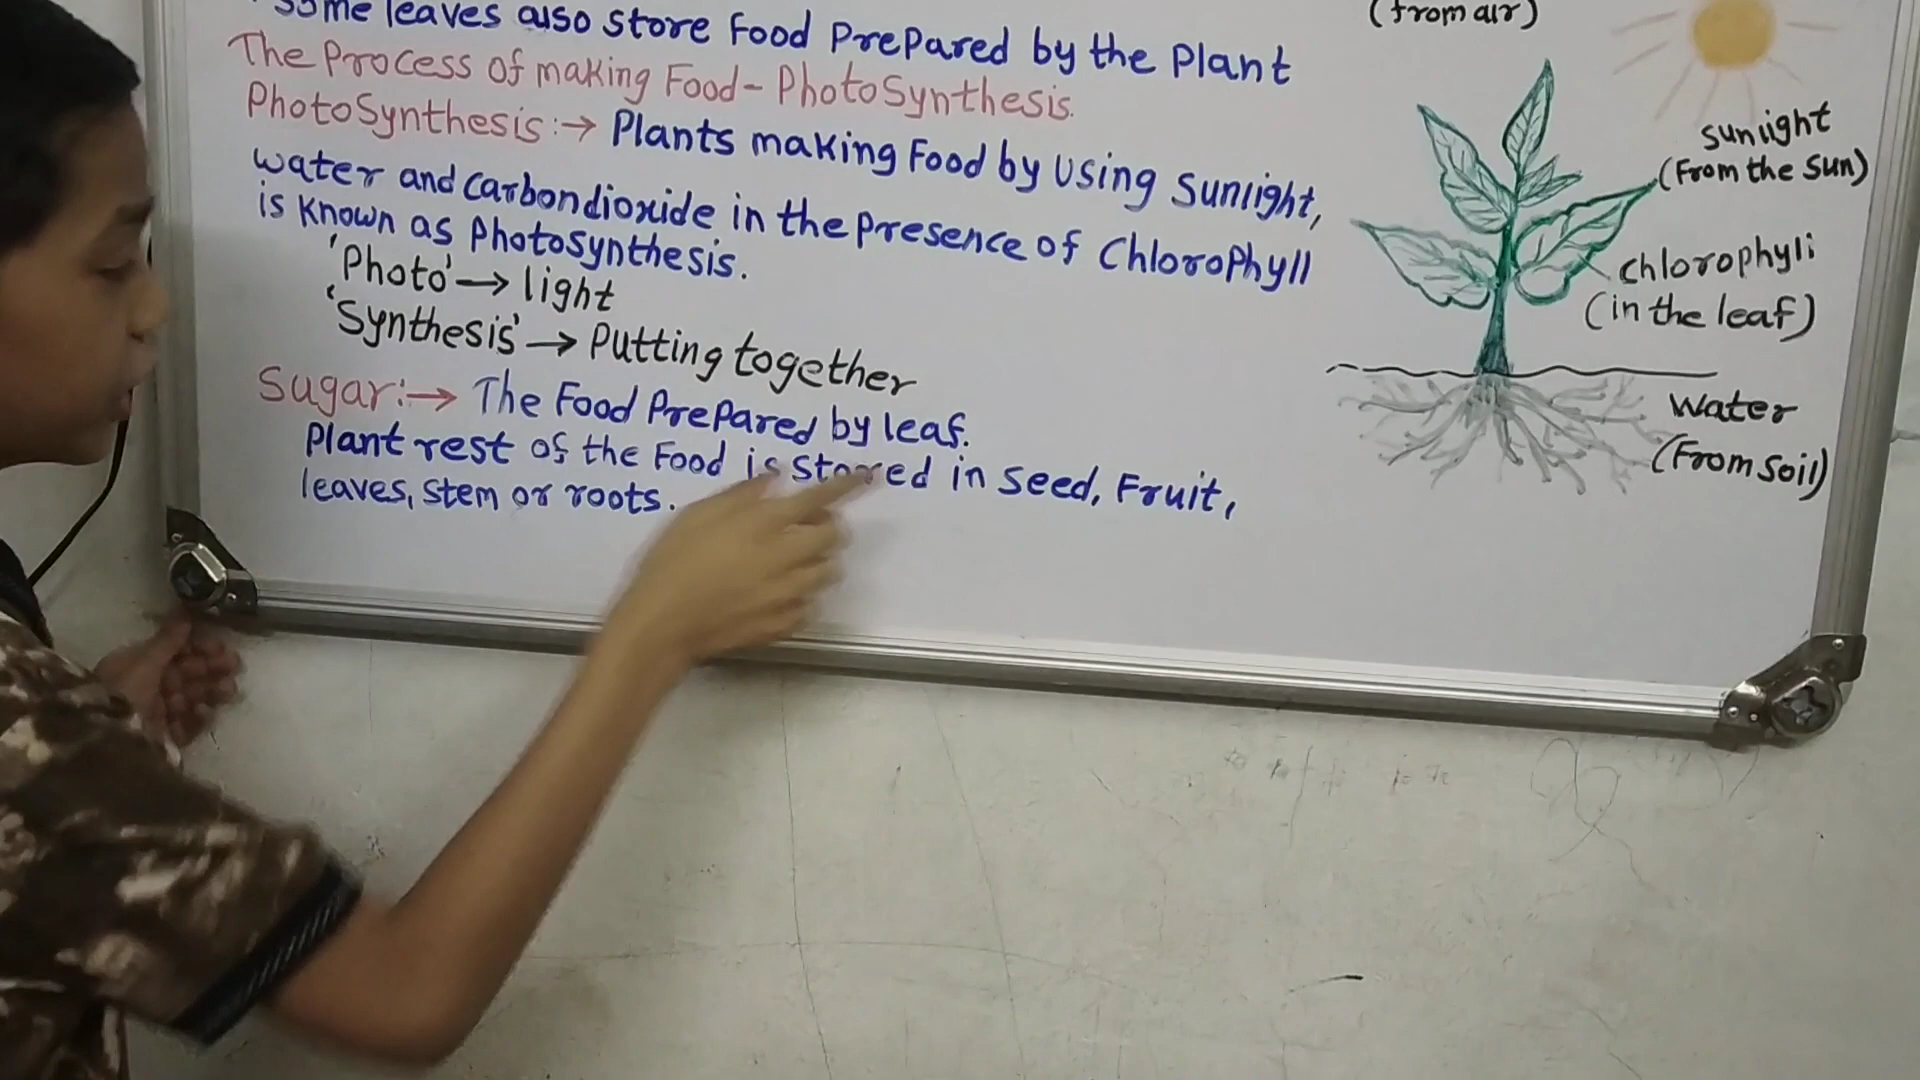 Some leaves also store Food Prepared by the Plant
The Process of making Food - PhotoSynthesis.
PhotoSynthesis :→ Plants making Food by Using Sunlight,
water and carbondioxide in the presence of Chlorophyll
is known as photosynthesis.
'Photo' → light
'Synthesis' → Putting together
Sugar :→ The Food Prepared by leaf.
Plant rest of the Food is stored in seed, Fruit,
leaves, stem or roots.
(from air)
sunlight
(From the sun)
chlorophyli
(in the leaf)
Water
(From soil)